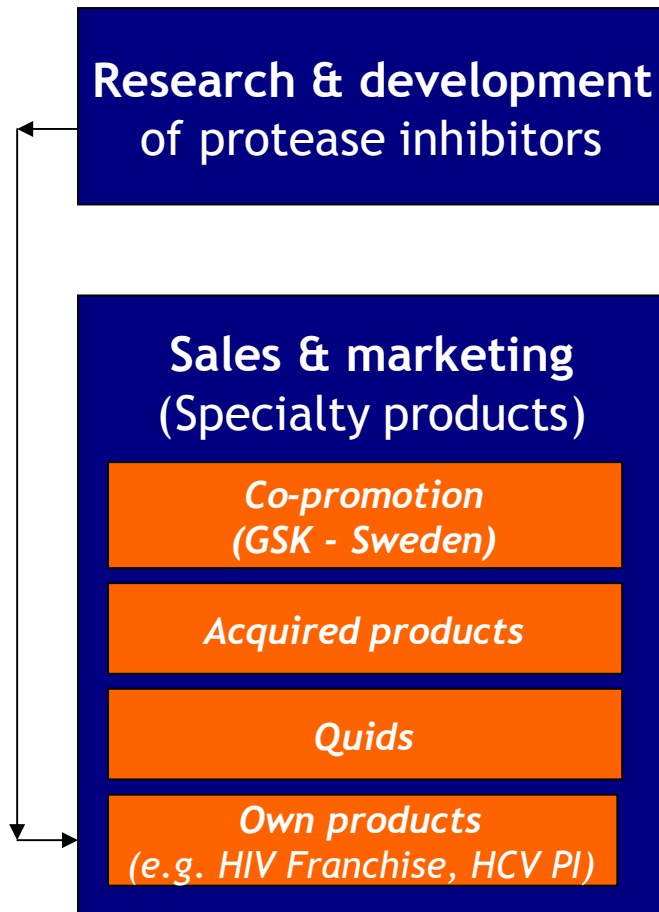 Research & development
of protease inhibitors
Sales & marketing
(Specialty products)
Co-promotion
(GSK - Sweden)
Acquired products
Quids
Own products
(e.g. HIV Franchise, HCV PI)